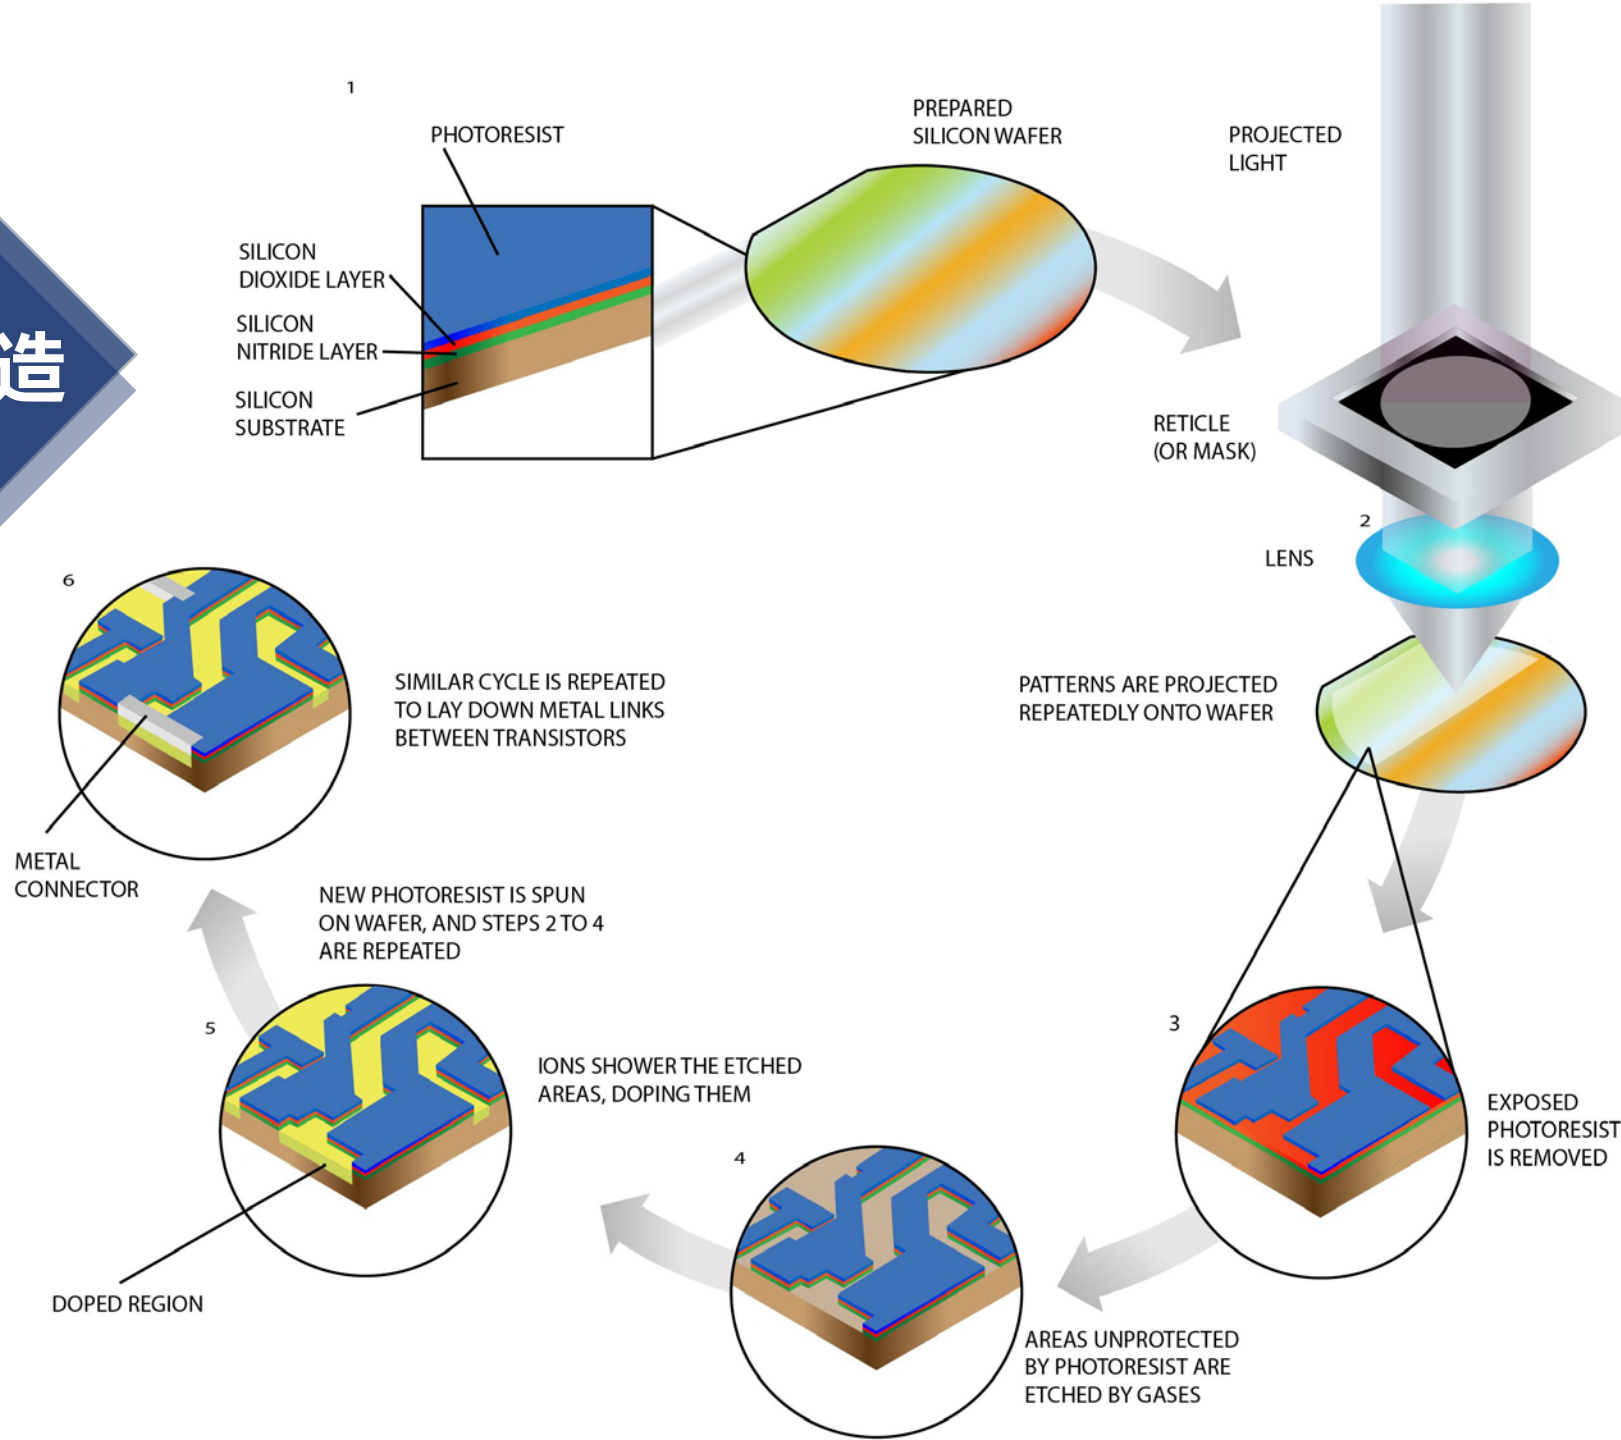 1
PHOTORESIST
SILICON
DIOXIDE LAYER
SILICON
NITRIDE LAYER
SILICON
SUBSTRATE
PREPARED
SILICON WAFER
PROJECTED
LIGHT
RETICLE
(OR MASK)
2
LENS
PATTERNS ARE PROJECTED
REPEATEDLY ONTO WAFER
3
EXPOSED
PHOTORESIST
IS REMOVED
4
AREAS UNPROTECTED
BY PHOTORESIST ARE
ETCHED BY GASES
5
IONS SHOWER THE ETCHED
AREAS, DOPING THEM
DOPED REGION
NEW PHOTORESIST IS SPUN
ON WAFER, AND STEPS 2 TO 4
ARE REPEATED
6
SIMILAR CYCLE IS REPEATED
TO LAY DOWN METAL LINKS
BETWEEN TRANSISTORS
METAL
CONNECTOR
造